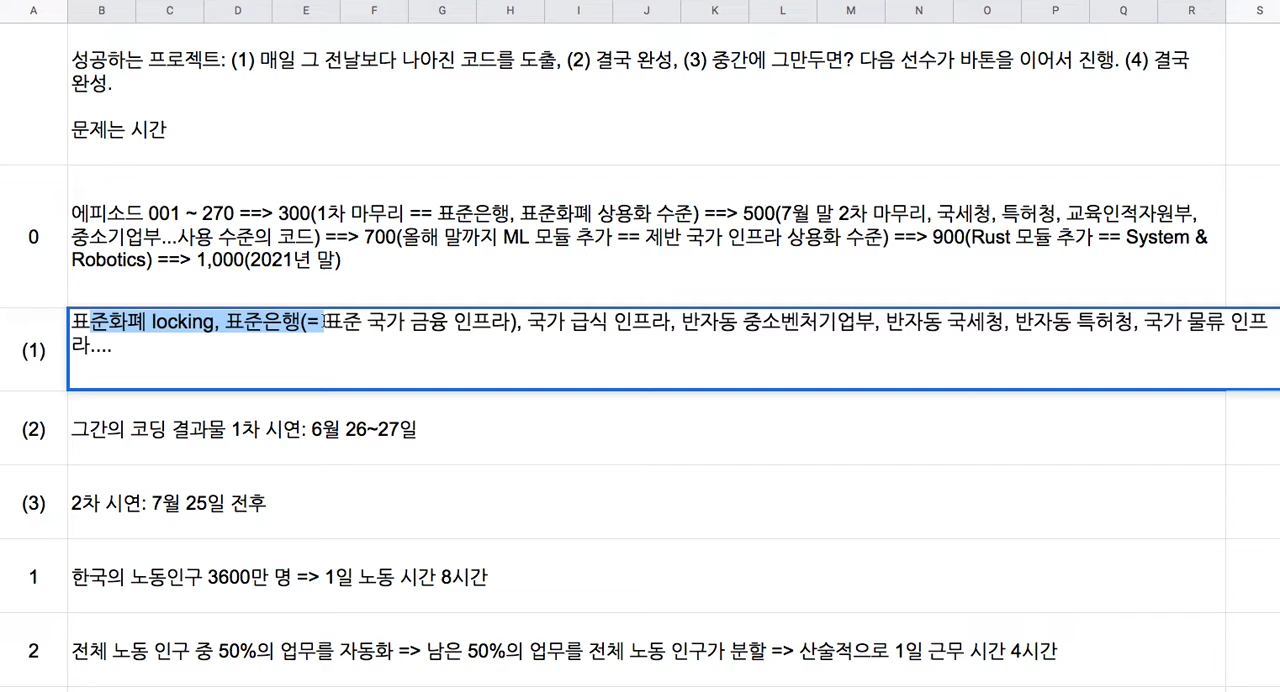 A B C D E F G H I J K L M N O P Q R S
성공하는 프로젝트: (1) 매일 그 전날보다 나아진 코드를 도출, (2) 결국 완성, (3) 중간에 그만두면? 다음 선수가 바톤을 이어서 진행. (4) 결국
완성.
문제는 시간
0
에피소드 001 ~ 270 ==> 300(1차 마무리 == 표준은행, 표준화폐 상용화 수준) ==> 500(7월 말 2차 마무리, 국세청, 특허청, 교육인적자원부,
중소기업부...사용 수준의 코드) ==> 700(올해 말까지 ML 모듈 추가 == 제반 국가 인프라 상용화 수준) ==> 900(Rust 모듈 추가 == System &
Robotics) ==> 1,000(2021년 말)
(1)
표준화폐 locking, 표준은행(= 표준 국가 금융 인프라), 국가 급식 인프라, 반자동 중소벤처기업부, 반자동 국세청, 반자동 특허청, 국가 물류 인프
라....
(2) 그간의 코딩 결과물 1차 시연: 6월 26~27일
(3) 2차 시연: 7월 25일 전후
1 한국의 노동인구 3600만 명 => 1일 노동 시간 8시간
2 전체 노동 인구 중 50%의 업무를 자동화 => 남은 50%의 업무를 전체 노동 인구가 분할 => 산술적으로 1일 근무 시간 4시간